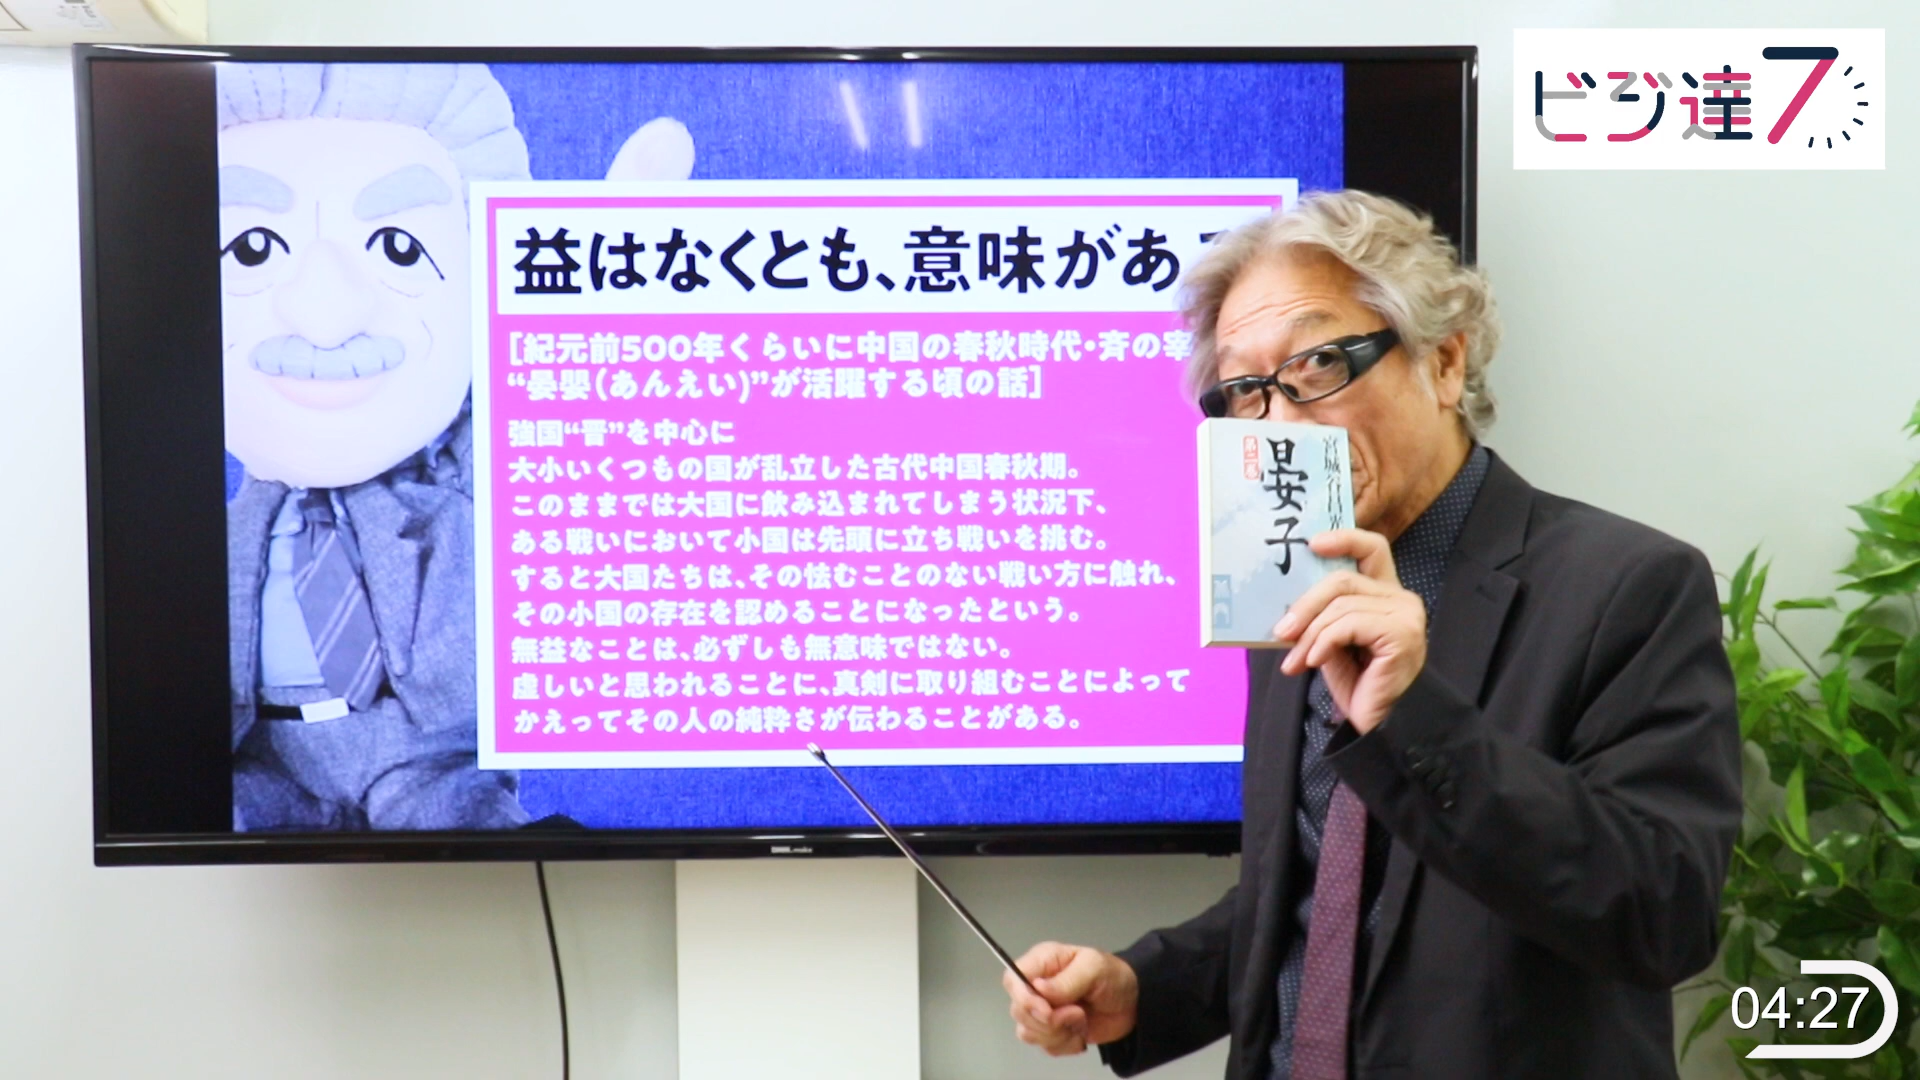 ビジ達7
益はなくとも、意味があ
［紀元前500年くらいに中国の春秋時代・斉の宰
“晏嬰（あんえい）”が活躍する頃の話］
強国“晋”を中心に
大小いくつもの国が乱立した古代中国春秋期。
このままでは大国に飲み込まれてしまう状況下、
ある戦いにおいて小国は先頭に立ち戦いを挑む。
すると大国たちは、その怯むことのない戦い方に触れ、
その小国の存在を認めることになったという。
無益なことは、必ずしも無意味ではない。
虚しいと思われることに、真剣に取り組むことによって
かえってその人の純粋さが伝わることがある。
宮城谷昌光
晏子
第二巻
04:27